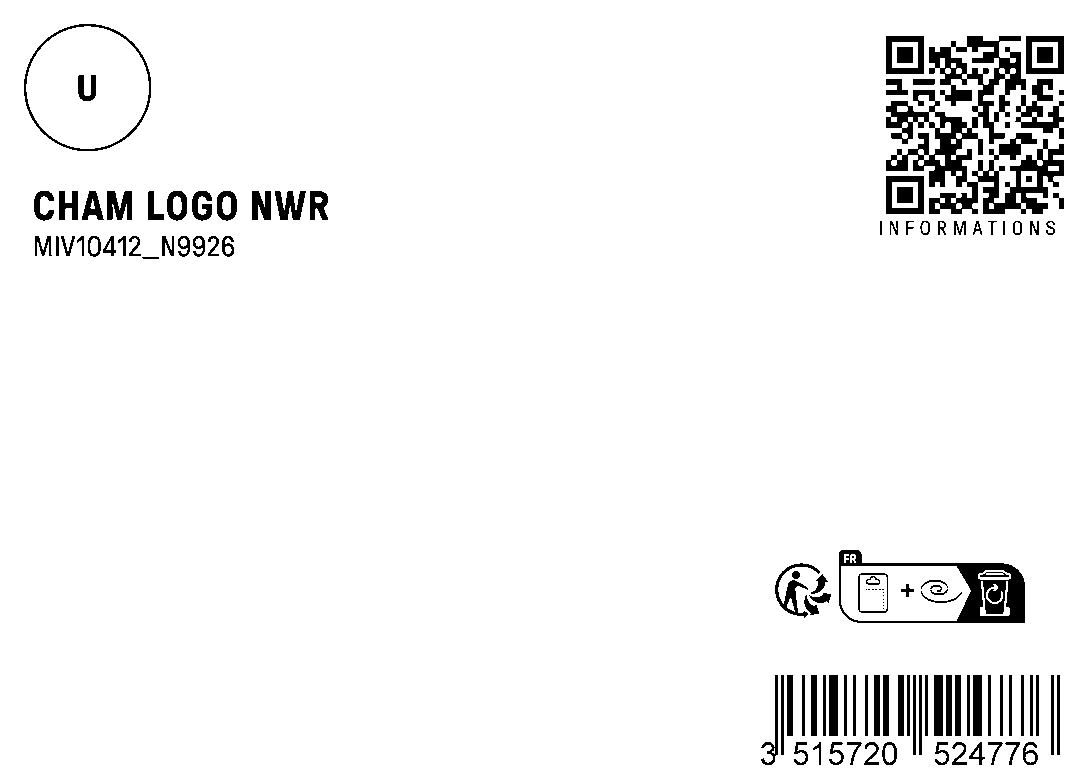 U
CHAM LOGO NWR
MIV10412_N9926
INFORMATIONS
FR
+
3 515720 524776